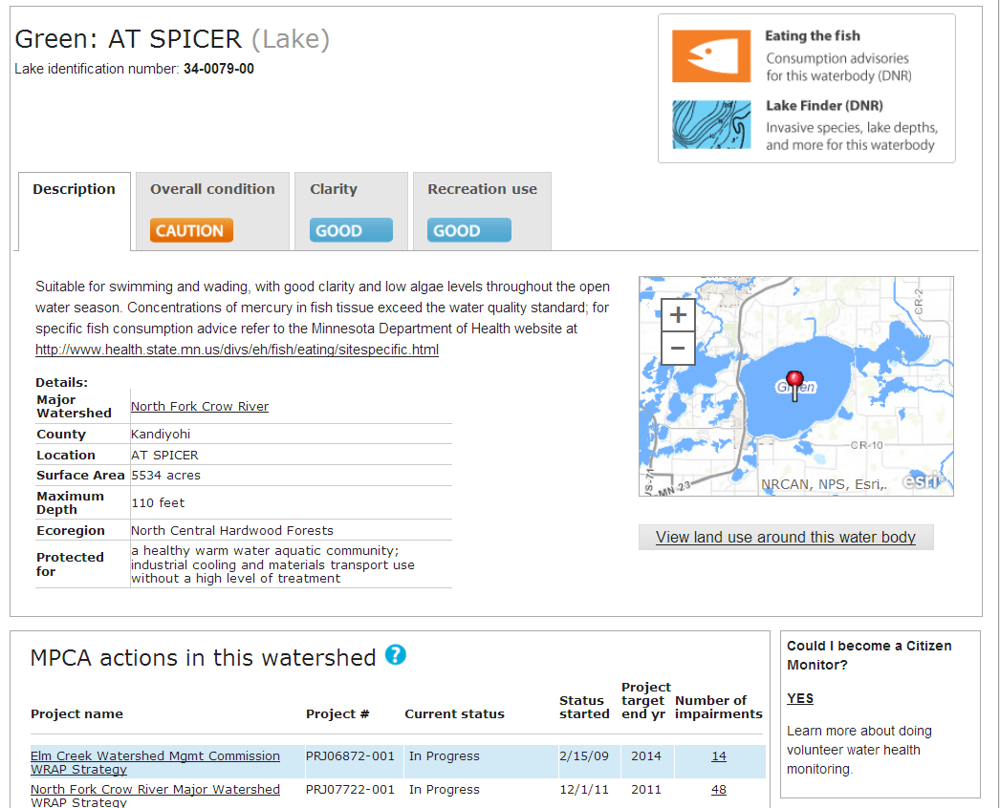 Green: AT SPICER (Lake)
Lake identification number: 34-0079-00
Eating the fish
Consumption advisories
for this waterbody (DNR)
Lake Finder (DNR)
Invasive species, lake depths,
and more for this waterbody
Description
Overall condition
CAUTION
Clarity
GOOD
Recreation use
GOOD
Suitable for swimming and wading, with good clarity and low algae levels throughout the open
water season. Concentrations of mercury in fish tissue exceed the water quality standard; for
specific fish consumption advice refer to the Minnesota Department of Health website at
http://www.health.state.mn.us/divs/eh/fish/eating/sitespecific.html
Details:
Major
Watershed North Fork Crow River
County Kandiyohi
Location AT SPICER
Surface Area 5534 acres
Maximum
Depth 110 feet
Ecoregion North Central Hardwood Forests
Protected
for
a healthy warm water aquatic community;
industrial cooling and materials transport use
without a high level of treatment
+
−
CR-2
Green
CR-10
MN-23
NRCAN, NPS, Esri,.
esri
View land use around this water body
MPCA actions in this watershed ?
Project name Project # Current status Status started Project target end yr Number of impairments
Elm Creek Watershed Mgmt Commission WRAP Strategy PRJ06872-001 In Progress 2/15/09 2014 14
North Fork Crow River Major Watershed WRAP Strategy PRJ07722-001 In Progress 12/1/11 2011 48
Could I become a Citizen
Monitor?
YES
Learn more about doing
volunteer water health
monitoring.